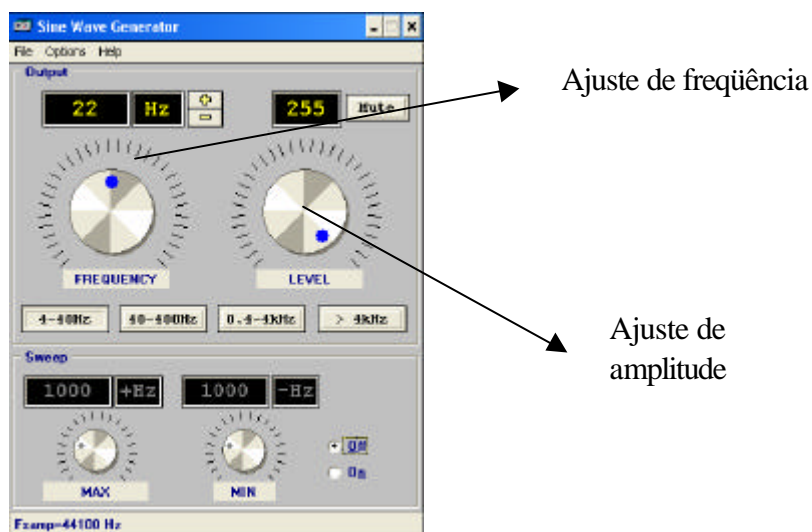 Sine Wave Generator
File Options Help
Output
22 Hz 255 Mute
FREQUENCY LEVEL
4-40Hz 40-400Hz 0.4-4kHz > 4kHz
Sweep
1000 +Hz 1000 -Hz
Off
On
MAX MIN
Fsamp=44100 Hz
Ajuste de freqüência
Ajuste de
amplitude